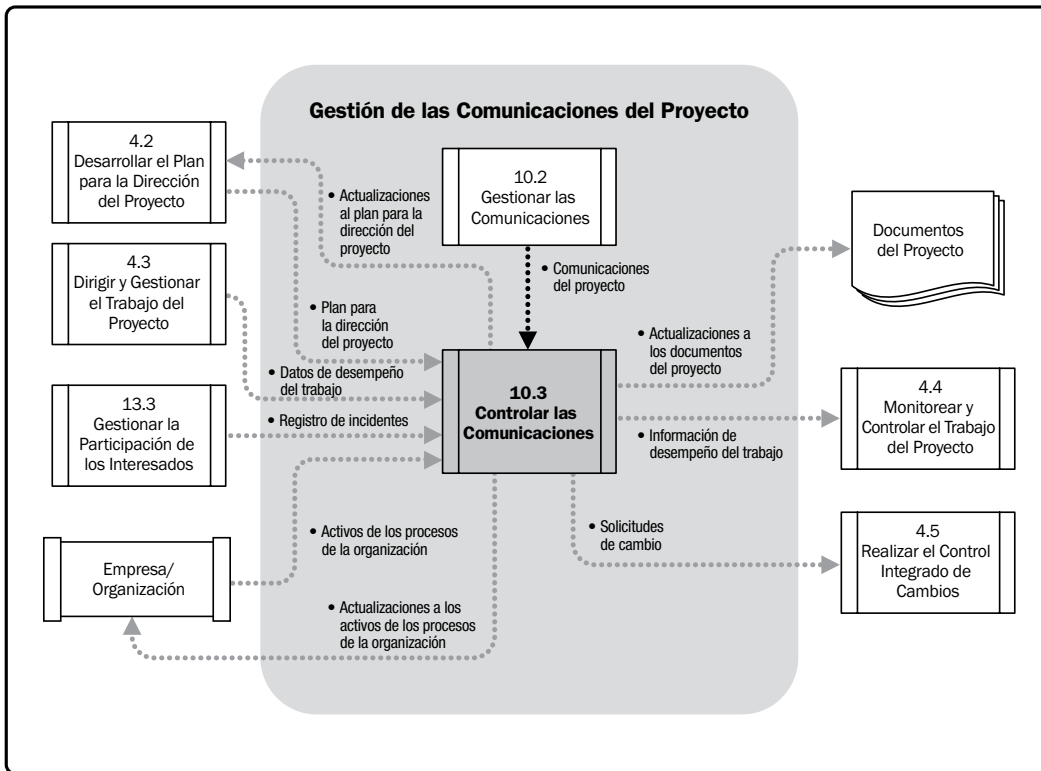 Gestión de las Comunicaciones del Proyecto
4.2
Desarrollar el Plan
para la Dirección
del Proyecto
4.3
Dirigir y Gestionar
el Trabajo del
Proyecto
13.3
Gestionar la
Participación de
los Interesados
Empresa/
Organización
• Actualizaciones
al plan para la
dirección del
proyecto
10.2
Gestionar las
Comunicaciones
• Comunicaciones
del proyecto
• Plan para
la dirección
del proyecto
• Datos de desempeño
del trabajo
• Registro de incidentes
10.3
Controlar las
Comunicaciones
• Activos de los procesos
de la organización
• Actualizaciones a los
activos de los procesos
de la organización
• Actualizaciones a
los documentos
del proyecto
• Información de
desempeño del trabajo
• Solicitudes
de cambio
Documentos
del Proyecto
4.4
Monitorear y
Controlar el Trabajo
del Proyecto
4.5
Realizar el Control
Integrado de
Cambios